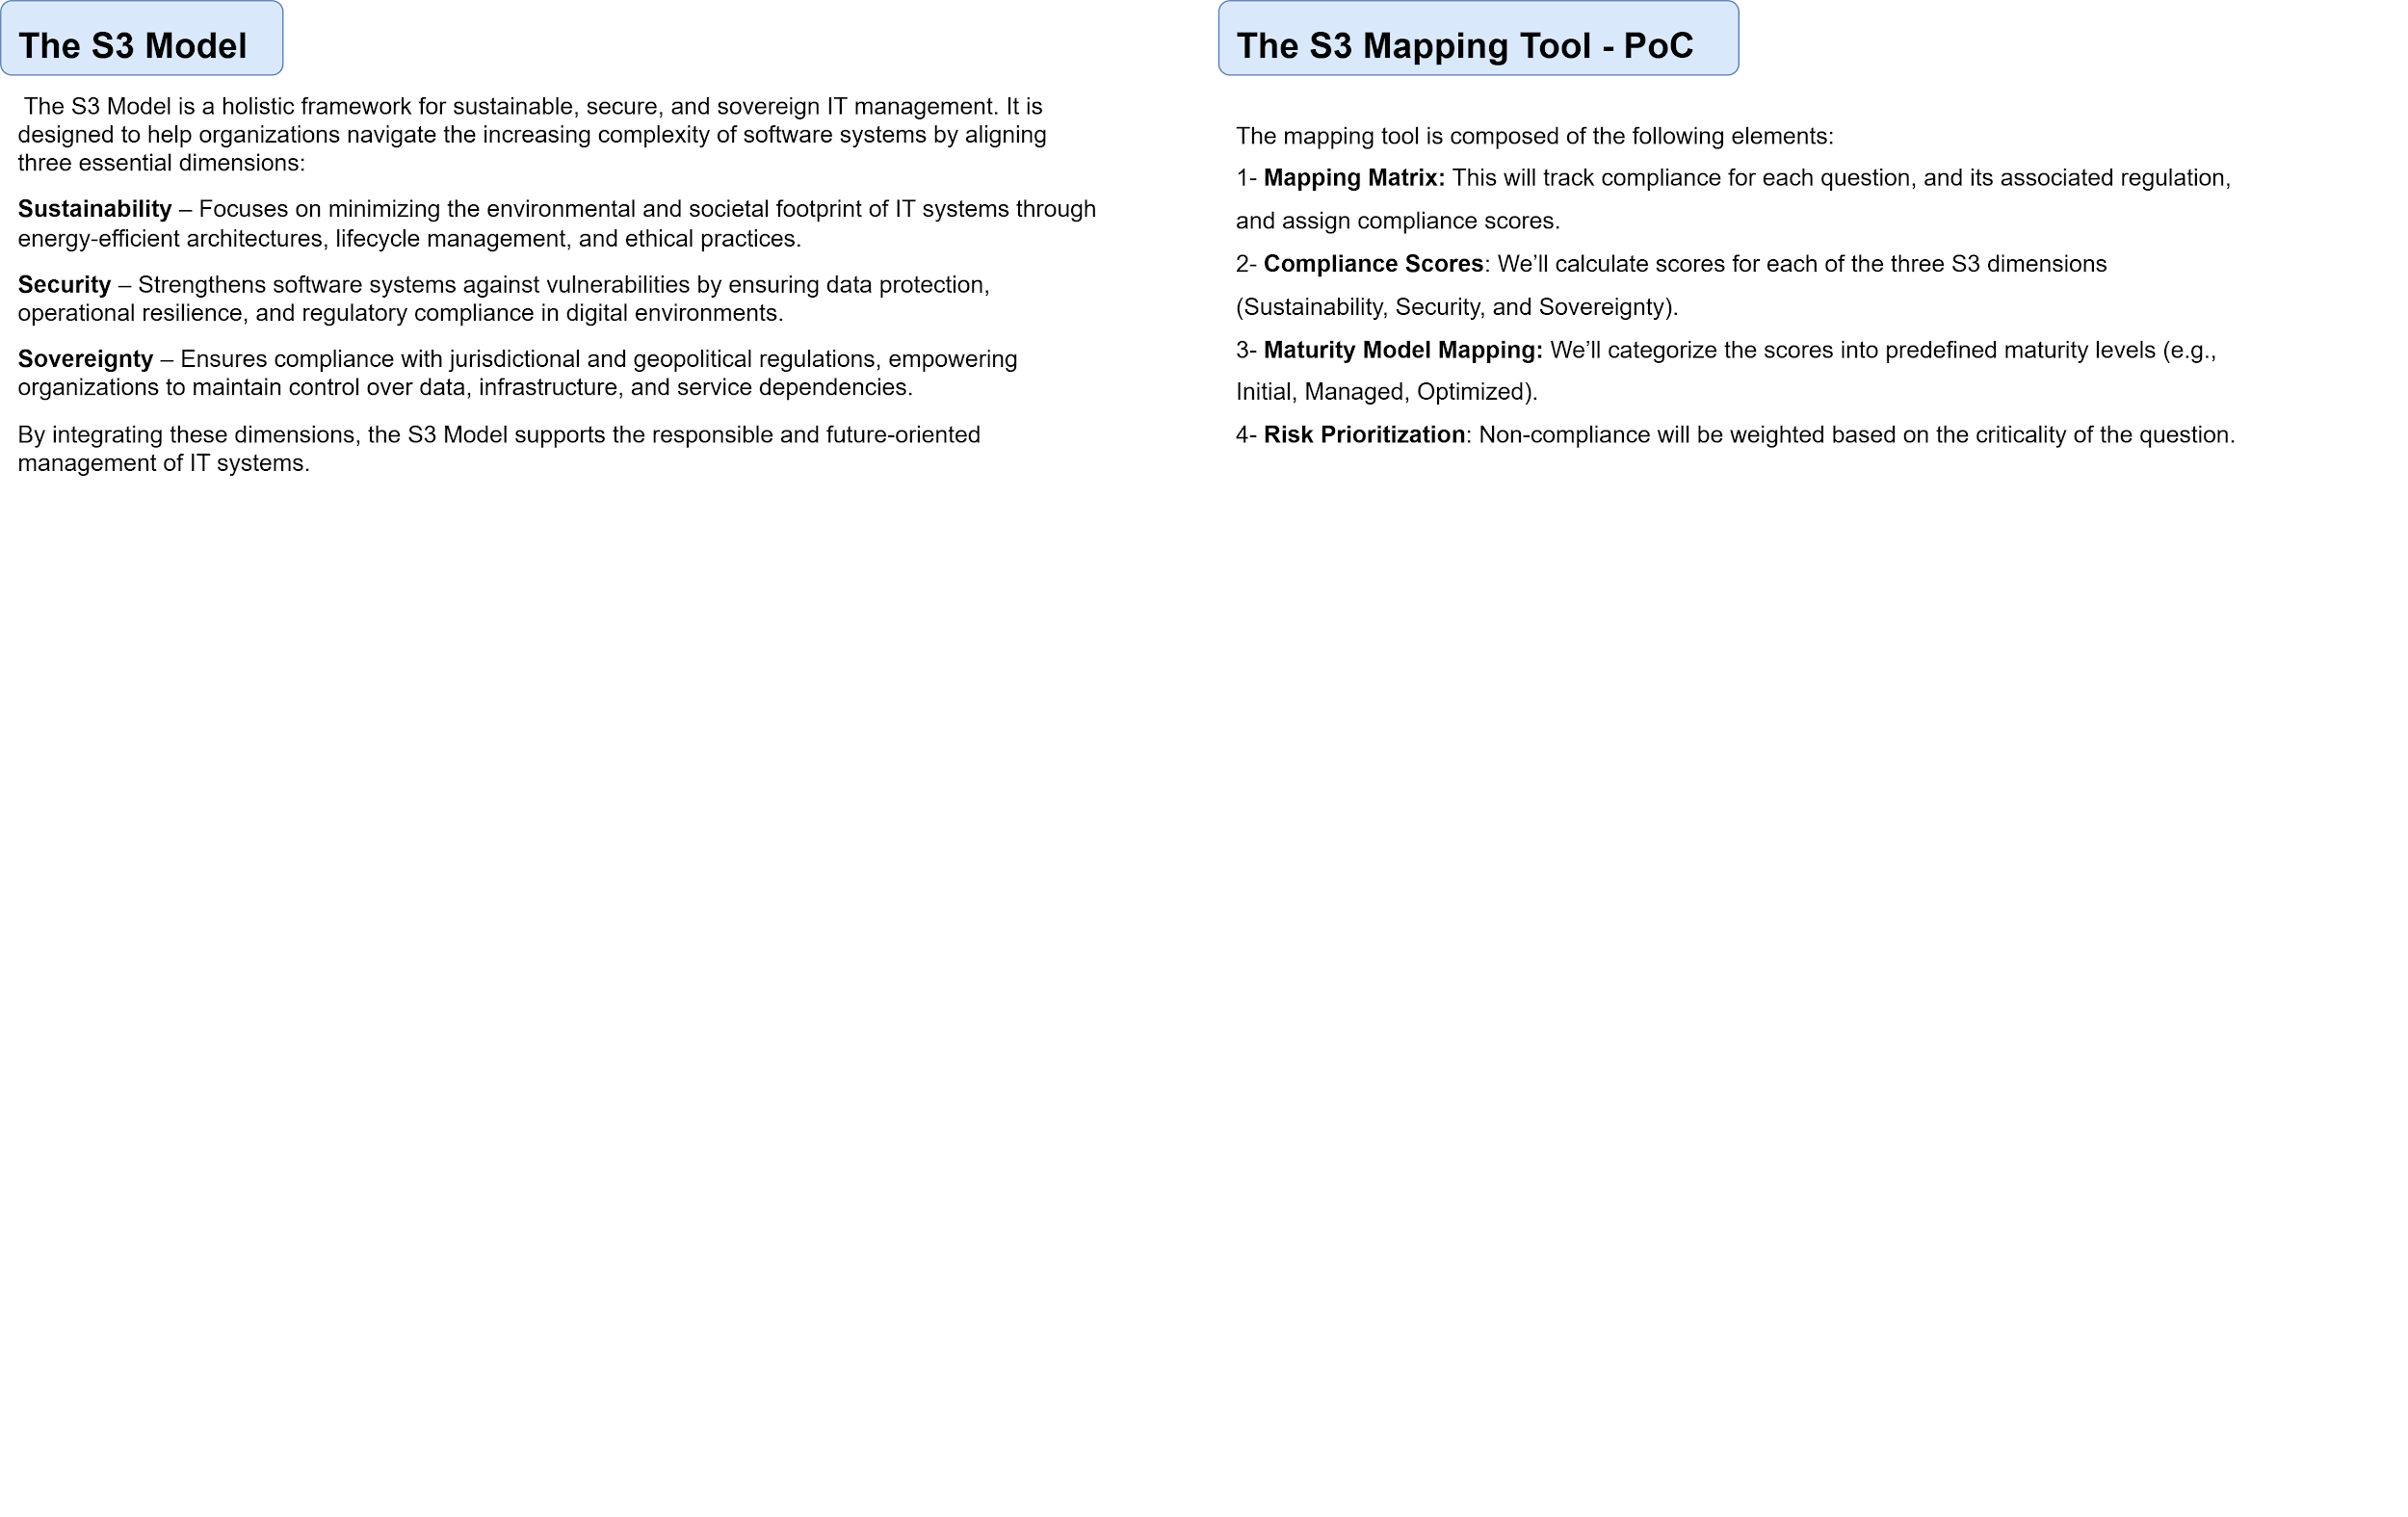 The S3 Model
The S3 Model is a holistic framework for sustainable, secure, and sovereign IT management. It is
designed to help organizations navigate the increasing complexity of software systems by aligning
three essential dimensions:
Sustainability – Focuses on minimizing the environmental and societal footprint of IT systems through
energy-efficient architectures, lifecycle management, and ethical practices.
Security – Strengthens software systems against vulnerabilities by ensuring data protection,
operational resilience, and regulatory compliance in digital environments.
Sovereignty – Ensures compliance with jurisdictional and geopolitical regulations, empowering
organizations to maintain control over data, infrastructure, and service dependencies.
By integrating these dimensions, the S3 Model supports the responsible and future-oriented
management of IT systems.
The S3 Mapping Tool - PoC
The mapping tool is composed of the following elements:
1- Mapping Matrix: This will track compliance for each question, and its associated regulation,
and assign compliance scores.
2- Compliance Scores: We’ll calculate scores for each of the three S3 dimensions
(Sustainability, Security, and Sovereignty).
3- Maturity Model Mapping: We’ll categorize the scores into predefined maturity levels (e.g.,
Initial, Managed, Optimized).
4- Risk Prioritization: Non-compliance will be weighted based on the criticality of the question.